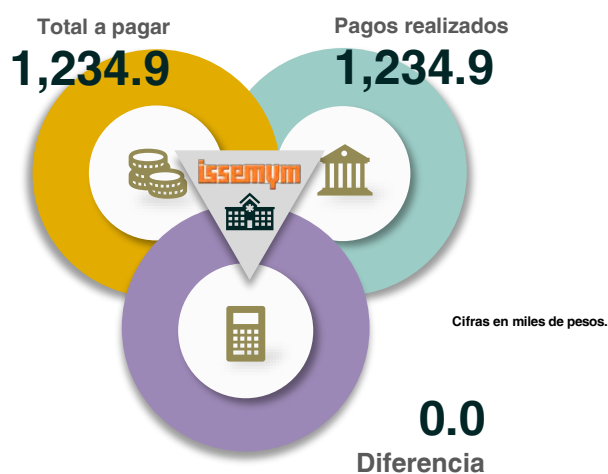 Total a pagar
1,234.9
Pagos realizados
1,234.9
issemym
Cifras en miles de pesos.
0.0
Diferencia